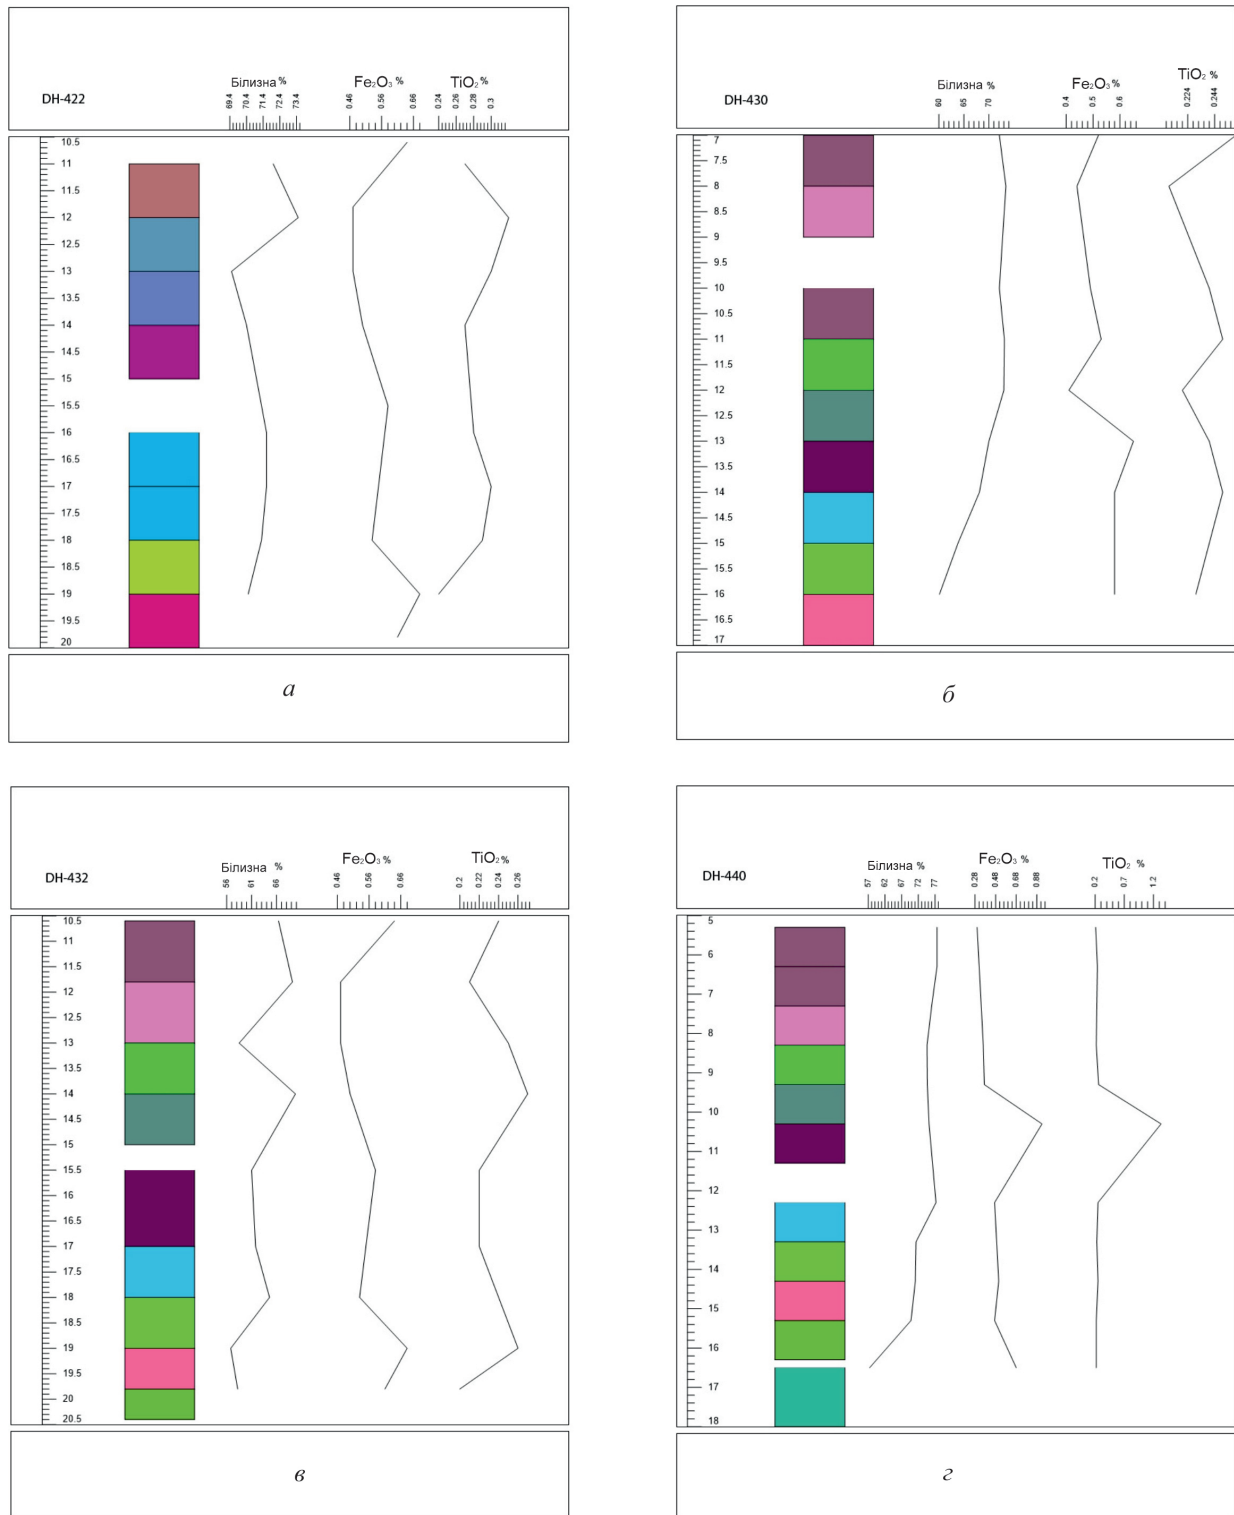 DH-422
Білизна %
Fe₂O₃ %
TiO₂ %
69.4 70.4 71.4 72.4 73.4
0.46 0.56 0.66
0.24 0.26 0.28 0.3
10.5
11
11.5
12
12.5
13
13.5
14
14.5
15
15.5
16
16.5
17
17.5
18
18.5
19
19.5
20
а
DH-430
Білизна %
Fe₂O₃ %
TiO₂ %
60 65 70
0.4 0.5 0.6
0.224 0.244
7
7.5
8
8.5
9
9.5
10
10.5
11
11.5
12
12.5
13
13.5
14
14.5
15
15.5
16
16.5
17
б
DH-432
Білизна %
Fe₂O₃ %
TiO₂ %
56 61 66
0.46 0.56 0.66
0.2 0.22 0.24 0.26
10.5
11
11.5
12
12.5
13
13.5
14
14.5
15
15.5
16
16.5
17
17.5
18
18.5
19
19.5
20
20.5
в
DH-440
Білизна %
Fe₂O₃ %
TiO₂ %
57 62 67 72 77
0.28 0.48 0.68 0.88
0.2 0.7 1.2
5
6
7
8
9
10
11
12
13
14
15
16
17
18
г